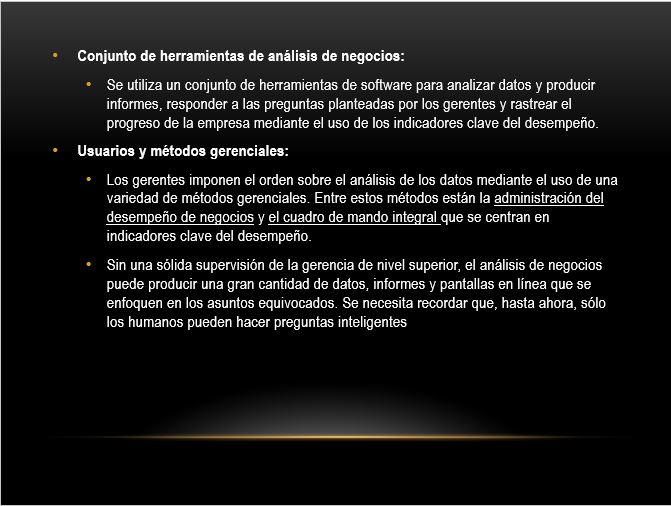 • Conjunto de herramientas de análisis de negocios:
• Se utiliza un conjunto de herramientas de software para analizar datos y producir
informes, responder a las preguntas planteadas por los gerentes y rastrear el
progreso de la empresa mediante el uso de los indicadores clave del desempeño.
• Usuarios y métodos gerenciales:
• Los gerentes imponen el orden sobre el análisis de los datos mediante el uso de una
variedad de métodos gerenciales. Entre estos métodos están la administración del
desempeño de negocios y el cuadro de mando integral que se centran en
indicadores clave del desempeño.
• Sin una sólida supervisión de la gerencia de nivel superior, el análisis de negocios
puede producir una gran cantidad de datos, informes y pantallas en línea que se
enfoquen en los asuntos equivocados. Se necesita recordar que, hasta ahora, sólo
los humanos pueden hacer preguntas inteligentes